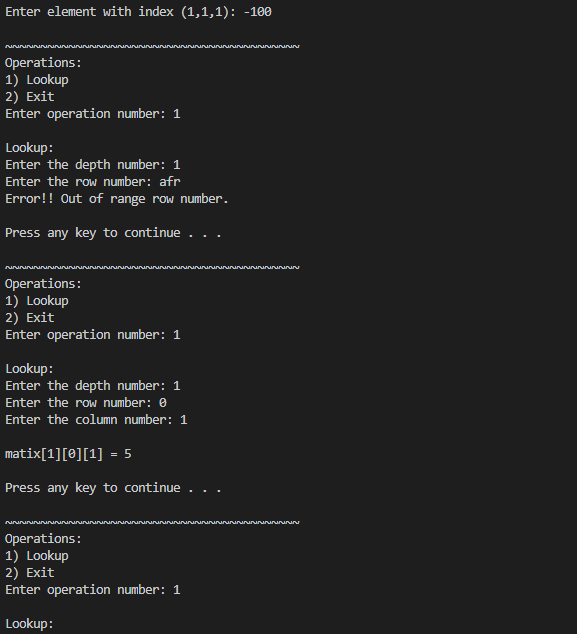 Enter element with index (1,1,1): -100
~~~~~~~~~~~~~~~~~~~~~~~~~~~~~~~~~~~~~~~~~~
Operations:
1) Lookup
2) Exit
Enter operation number: 1
Lookup:
Enter the depth number: 1
Enter the row number: afr
Error!! Out of range row number.
Press any key to continue . . .
~~~~~~~~~~~~~~~~~~~~~~~~~~~~~~~~~~~~~~~~~~
Operations:
1) Lookup
2) Exit
Enter operation number: 1
Lookup:
Enter the depth number: 1
Enter the row number: 0
Enter the column number: 1
matix[1][0][1] = 5
Press any key to continue . . .
~~~~~~~~~~~~~~~~~~~~~~~~~~~~~~~~~~~~~~~~~~
Operations:
1) Lookup
2) Exit
Enter operation number: 1
Lookup: